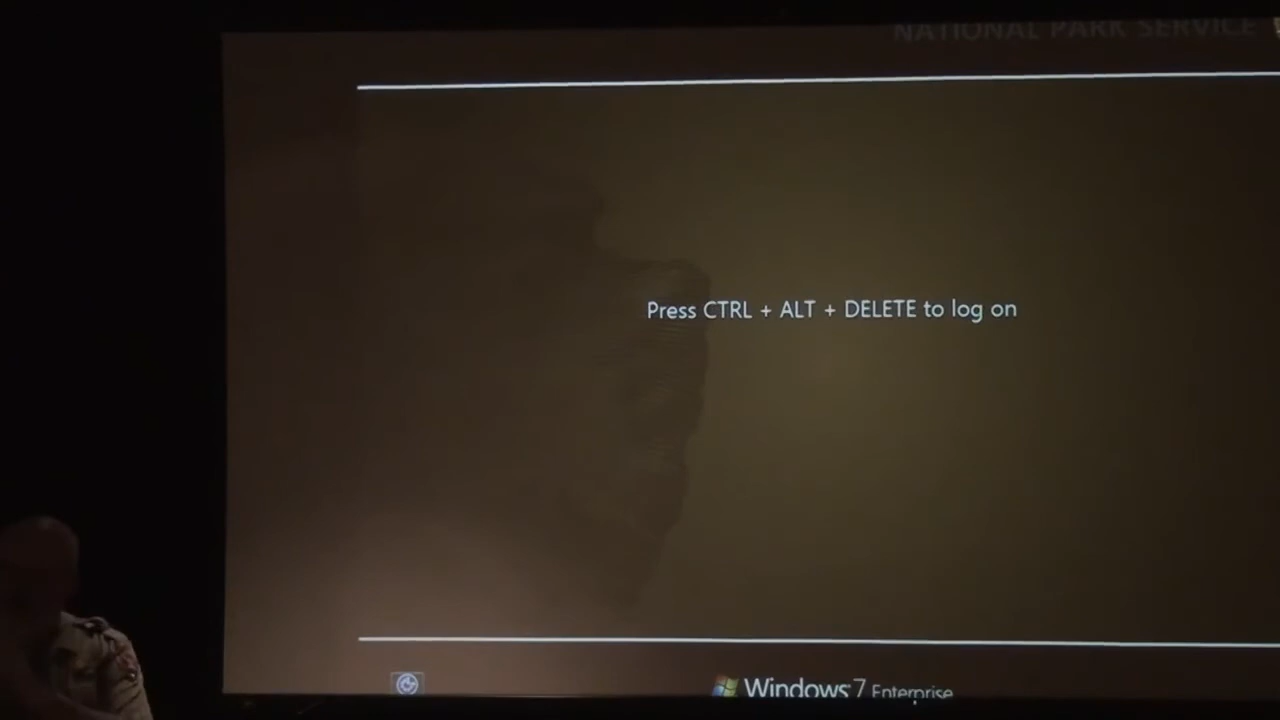 NATIONAL PARK SERVICE
Press CTRL + ALT + DELETE to log on
Windows 7 Enterprise